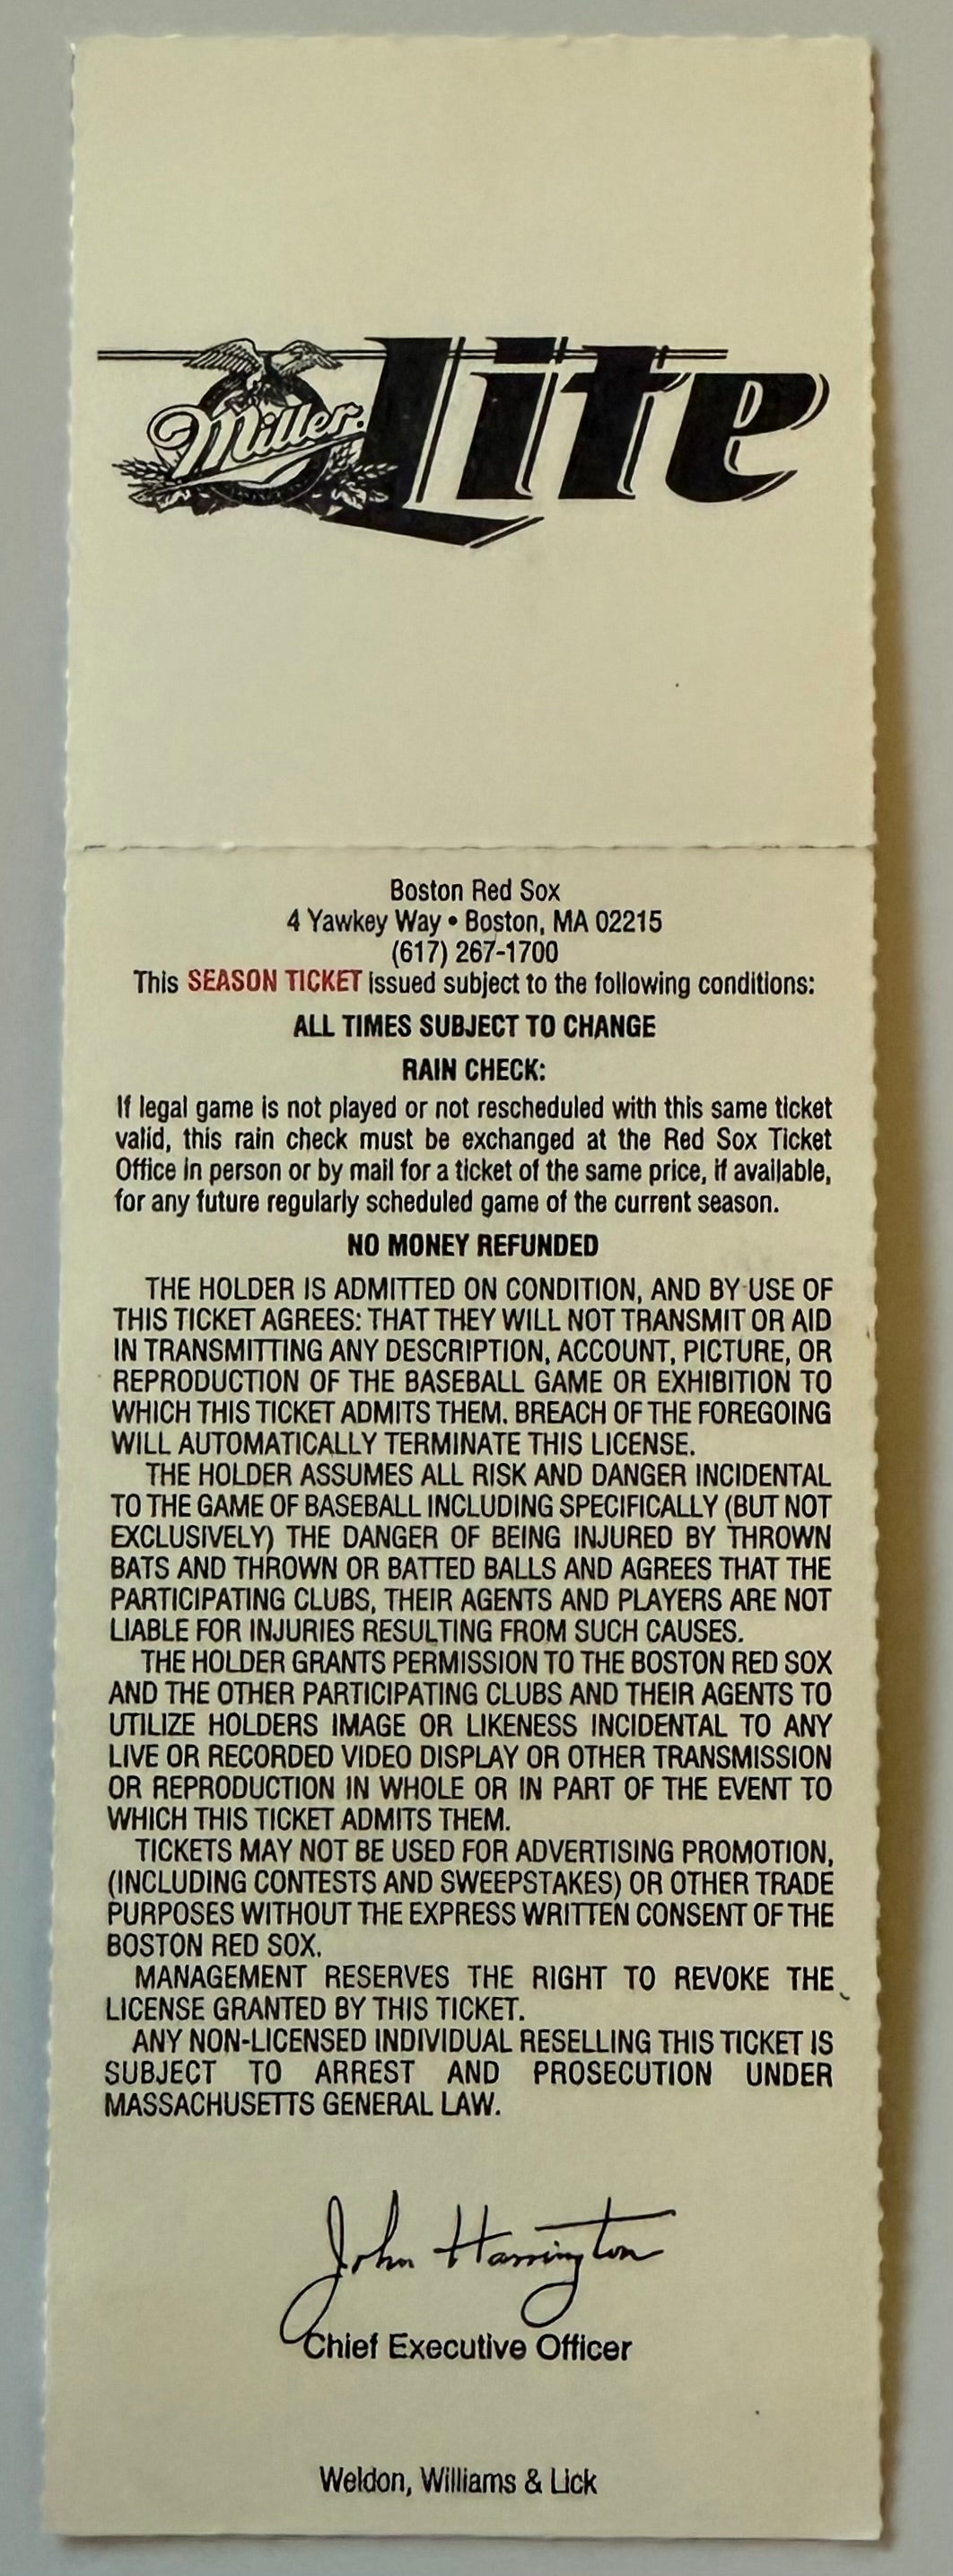 Miller Lite
Boston Red Sox
4 Yawkey Way • Boston, MA 02215
(617) 267-1700
This SEASON TICKET issued subject to the following conditions:
ALL TIMES SUBJECT TO CHANGE
RAIN CHECK:
If legal game is not played or not rescheduled with this same ticket
valid, this rain check must be exchanged at the Red Sox Ticket
Office in person or by mail for a ticket of the same price, if available,
for any future regularly scheduled game of the current season.
NO MONEY REFUNDED
THE HOLDER IS ADMITTED ON CONDITION, AND BY USE OF
THIS TICKET AGREES: THAT THEY WILL NOT TRANSMIT OR AID
IN TRANSMITTING ANY DESCRIPTION, ACCOUNT, PICTURE, OR
REPRODUCTION OF THE BASEBALL GAME OR EXHIBITION TO
WHICH THIS TICKET ADMITS THEM. BREACH OF THE FOREGOING
WILL AUTOMATICALLY TERMINATE THIS LICENSE.
THE HOLDER ASSUMES ALL RISK AND DANGER INCIDENTAL
TO THE GAME OF BASEBALL INCLUDING SPECIFICALLY (BUT NOT
EXCLUSIVELY) THE DANGER OF BEING INJURED BY THROWN
BATS AND THROWN OR BATTED BALLS AND AGREES THAT THE
PARTICIPATING CLUBS, THEIR AGENTS AND PLAYERS ARE NOT
LIABLE FOR INJURIES RESULTING FROM SUCH CAUSES.
THE HOLDER GRANTS PERMISSION TO THE BOSTON RED SOX
AND THE OTHER PARTICIPATING CLUBS AND THEIR AGENTS TO
UTILIZE HOLDERS IMAGE OR LIKENESS INCIDENTAL TO ANY
LIVE OR RECORDED VIDEO DISPLAY OR OTHER TRANSMISSION
OR REPRODUCTION IN WHOLE OR IN PART OF THE EVENT TO
WHICH THIS TICKET ADMITS THEM.
TICKETS MAY NOT BE USED FOR ADVERTISING PROMOTION,
(INCLUDING CONTESTS AND SWEEPSTAKES) OR OTHER TRADE
PURPOSES WITHOUT THE EXPRESS WRITTEN CONSENT OF THE
BOSTON RED SOX.
MANAGEMENT RESERVES THE RIGHT TO REVOKE THE
LICENSE GRANTED BY THIS TICKET.
ANY NON-LICENSED INDIVIDUAL RESELLING THIS TICKET IS
SUBJECT TO ARREST AND PROSECUTION UNDER
MASSACHUSETTS GENERAL LAW.
John Harrington
Chief Executive Officer
Weldon, Williams & Lick